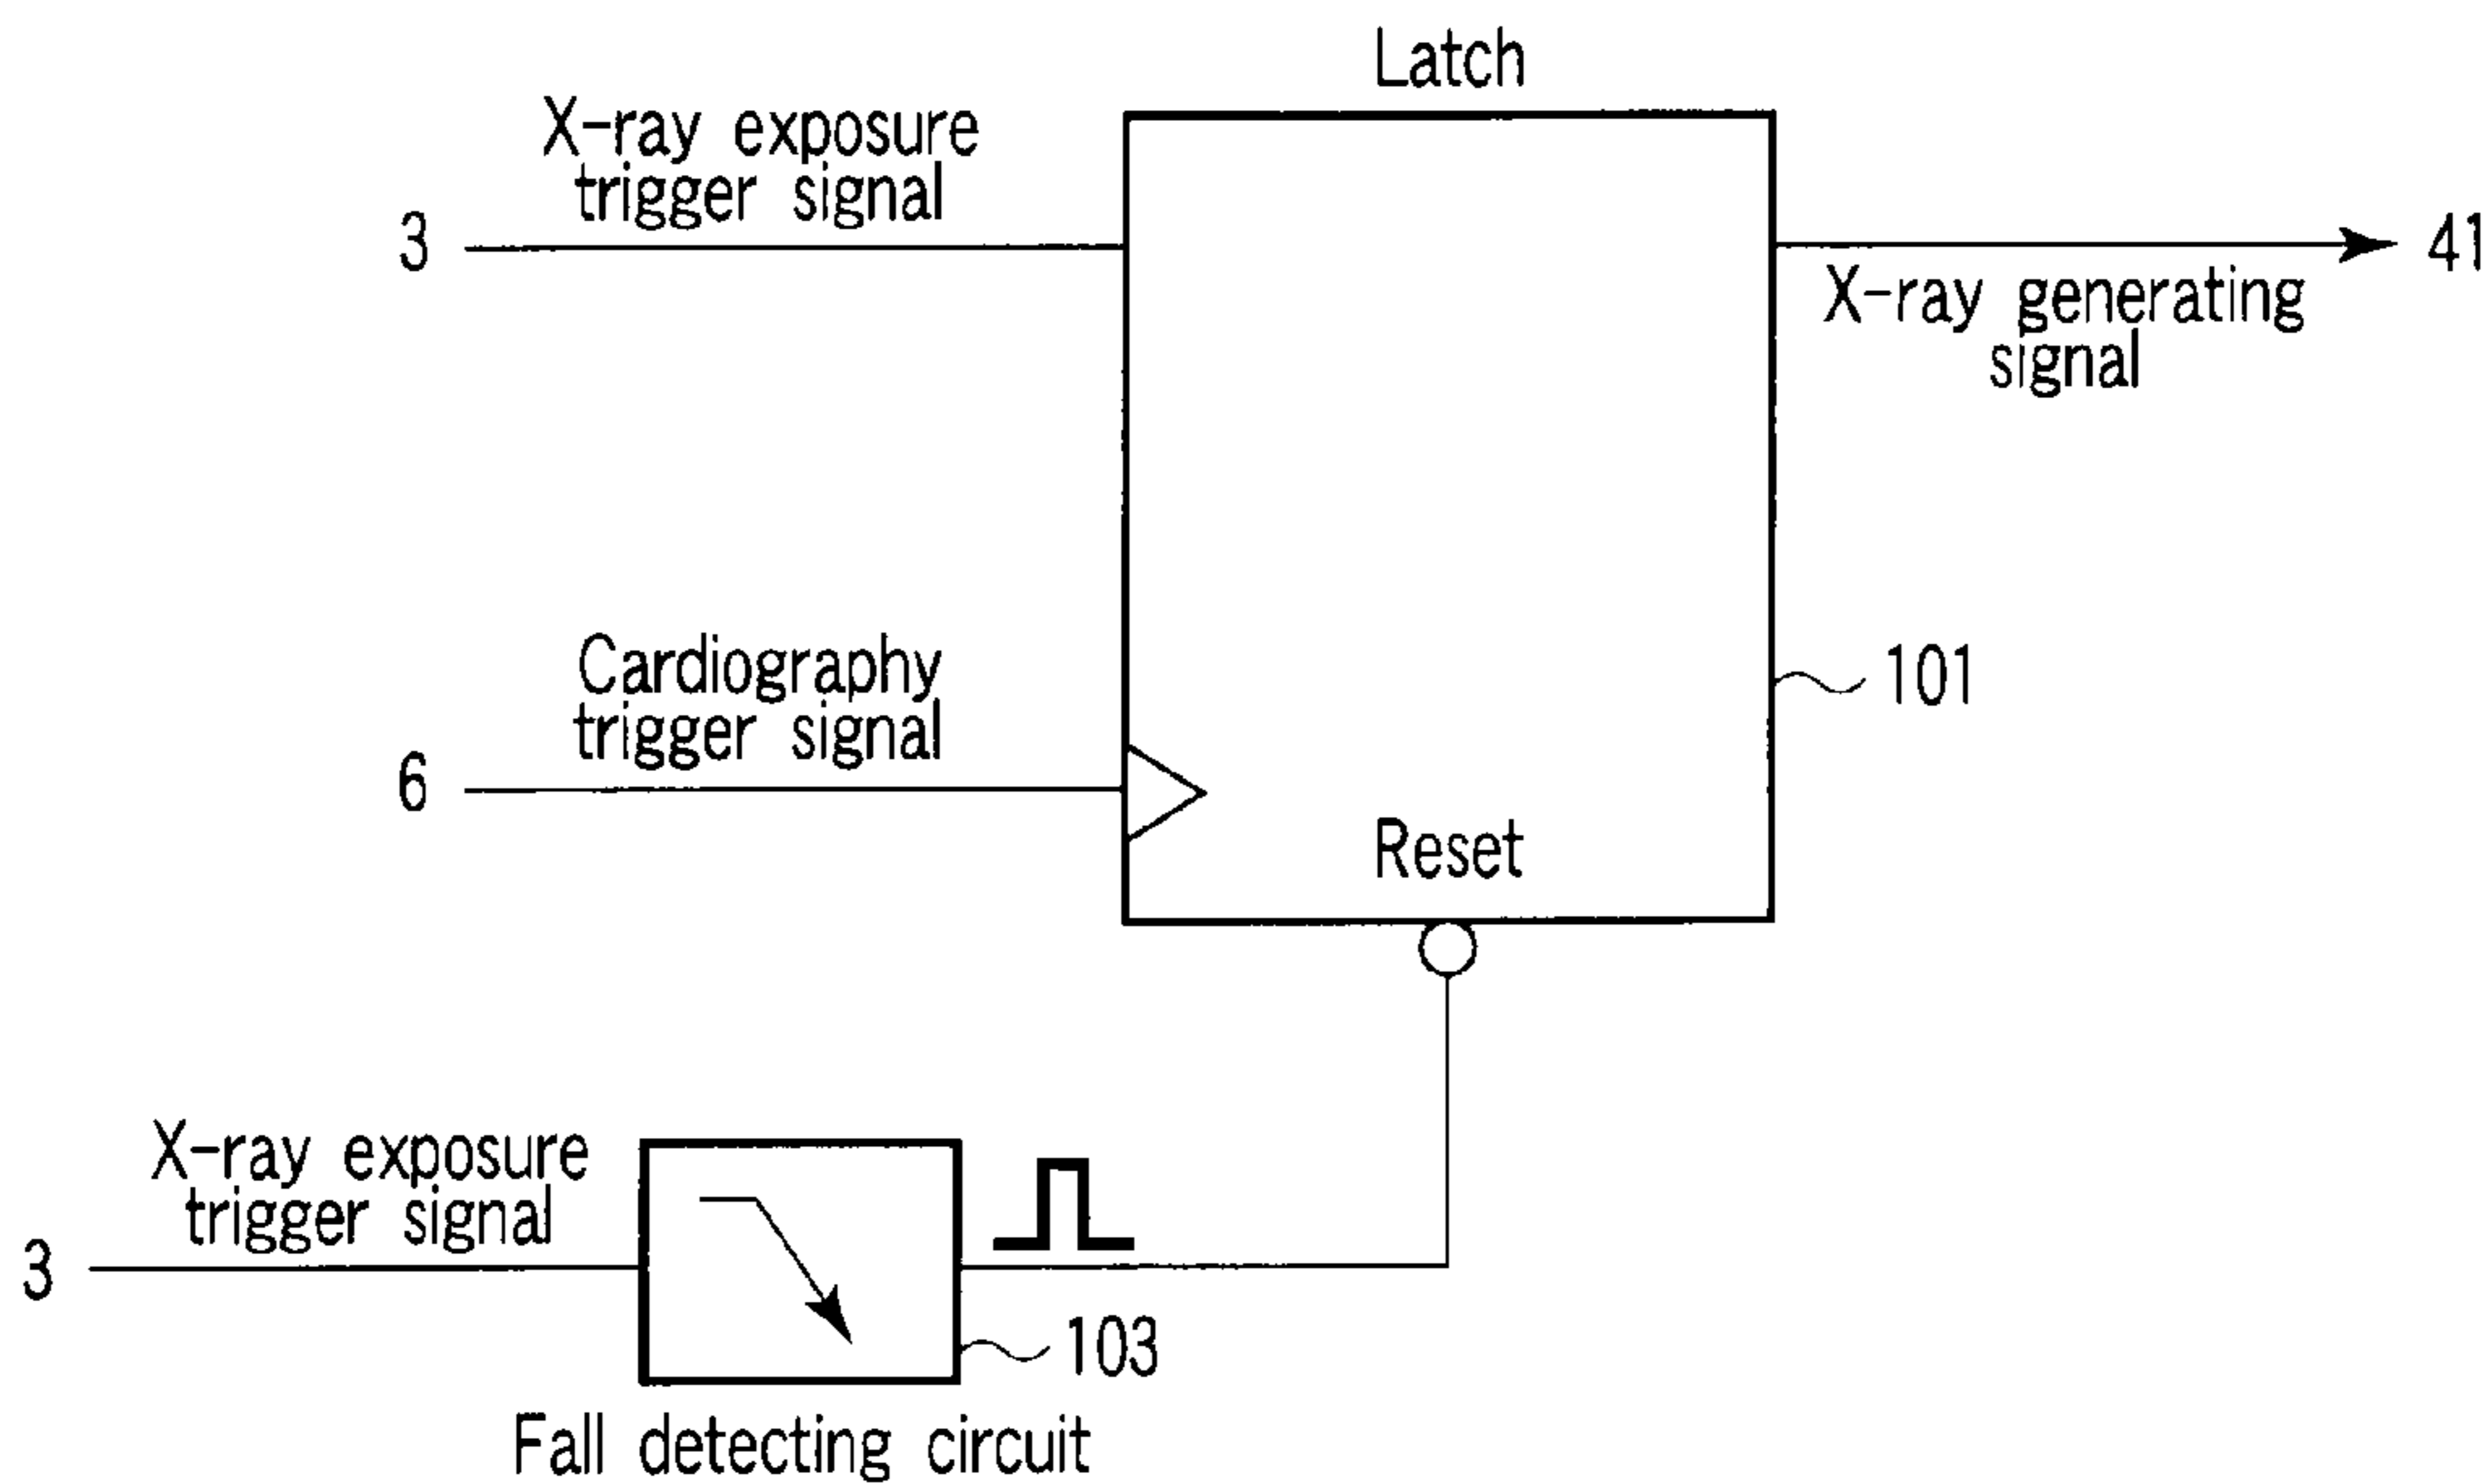 Latch
X-ray exposure
trigger signal
3
41
X-ray generating
signal
Cardiography
trigger signal
6
101
Reset
X-ray exposure
trigger signal
3
103
Fall detecting circuit